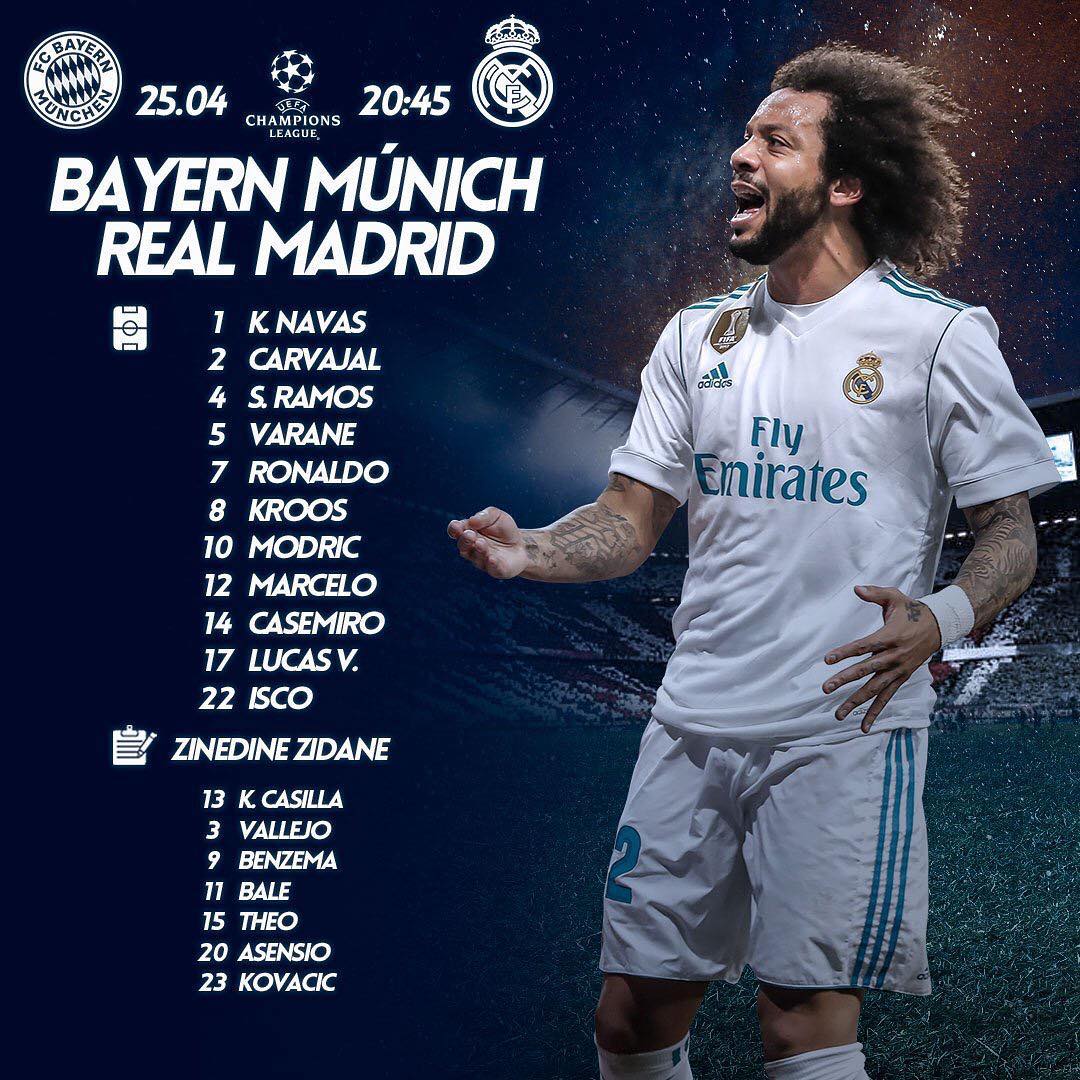 FC BAYERN
MÜNCHEN
25.04
UEFA
CHAMPIONS
LEAGUE
20:45
BAYERN MÚNICH
REAL MADRID
1 K. NAVAS
2 CARVAJAL
4 S. RAMOS
5 VARANE
7 RONALDO
8 KROOS
10 MODRIC
12 MARCELO
14 CASEMIRO
17 LUCAS V.
22 ISCO
ZINEDINE ZIDANE
13 K. CASILLA
3 VALLEJO
9 BENZEMA
11 BALE
15 THEO
20 ASENSIO
23 KOVACIC
FIFA
adidas
Fly
Emirates
2